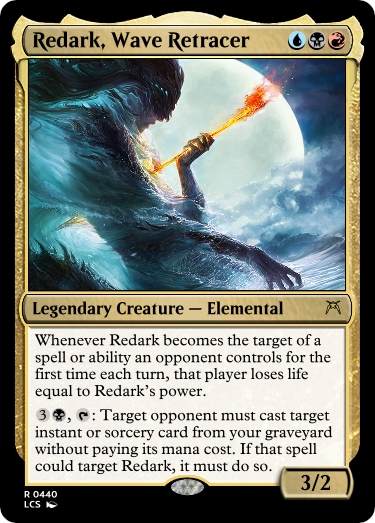 Redark, Wave Retracer
Legendary Creature — Elemental
Whenever Redark becomes the target of a
spell or ability an opponent controls for the
first time each turn, that player loses life
equal to Redark's power.
3, : Target opponent must cast target
instant or sorcery card from your graveyard
without paying its mana cost. If that spell
could target Redark, it must do so.
3/2
R 0440
LCS